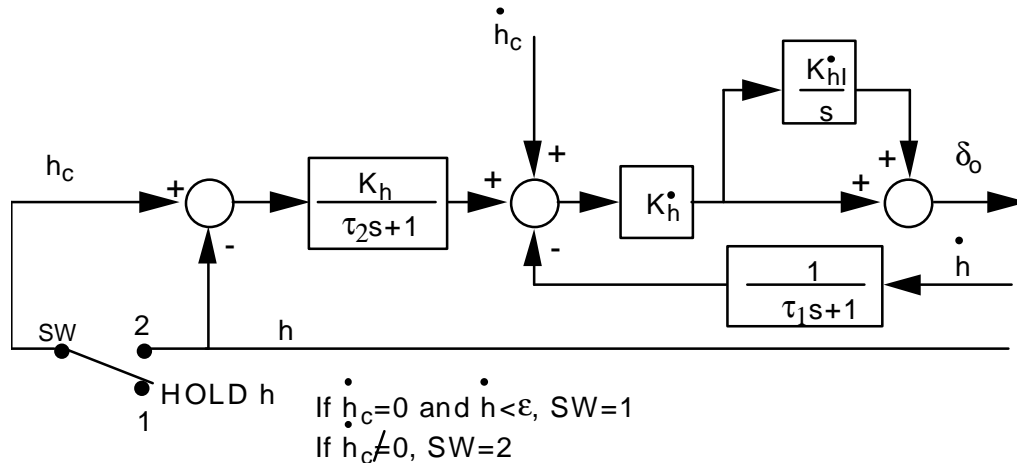 ḣc
K ḣI
s
hc
+
+
+
+
δo
Kh
τ2s+1
+
Kḣ
+
-
-
ḣ
1
τ1s+1
SW
2
h
HOLD h
1
If ḣc=0 and ḣ<ε, SW=1
If ḣc≠0, SW=2